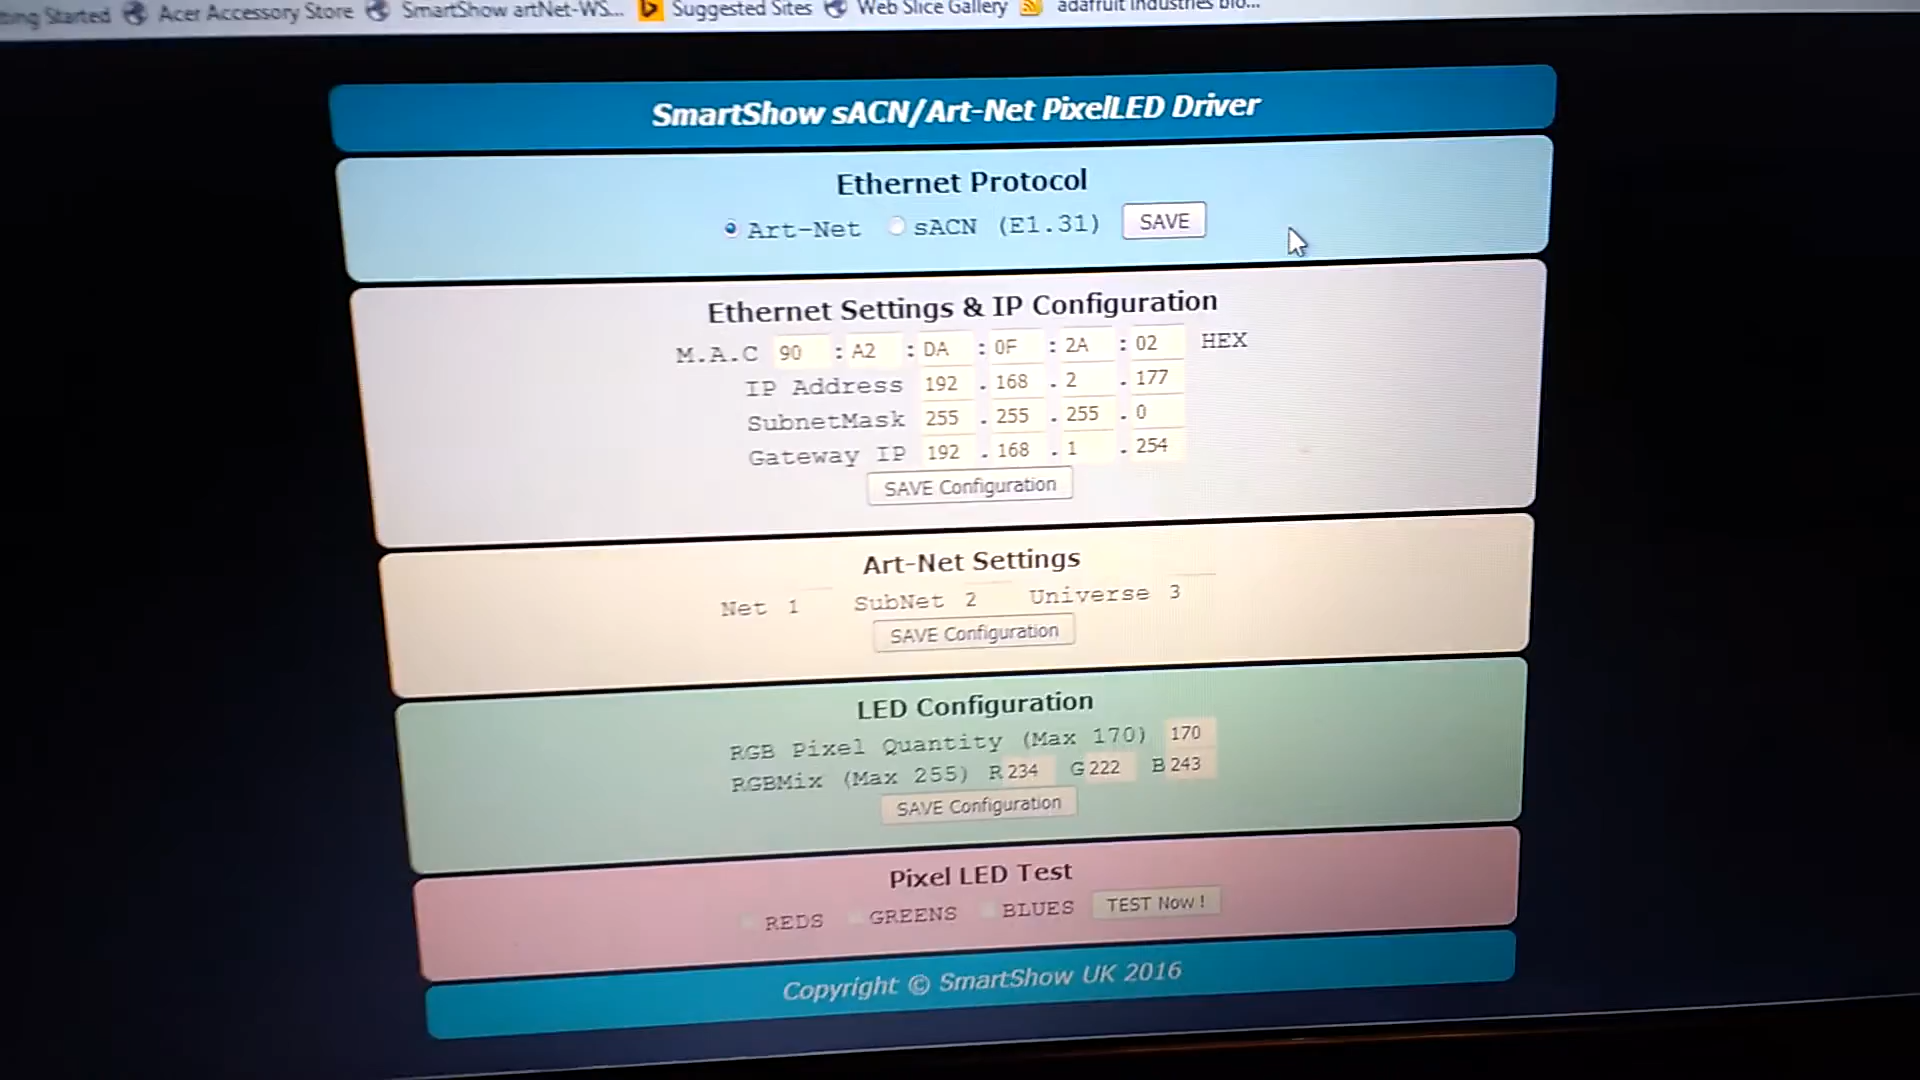 Started Acer Accessory Store SmartShow artNet-WS... Suggested Sites Web Slice Gallery adafruit industries blo...
SmartShow sACN/Art-Net PixelLED Driver
Ethernet Protocol
Art-Net sACN (E1.31) SAVE
Ethernet Settings & IP Configuration
M.A.C 90 : A2 : DA : 0F : 2A : 02 HEX
IP Address 192 . 168 . 2 . 177
SubnetMask 255 . 255 . 255 . 0
Gateway IP 192 . 168 . 1 . 254
SAVE Configuration
Art-Net Settings
Net 1 SubNet 2 Universe 3
SAVE Configuration
LED Configuration
RGB Pixel Quantity (Max 170) 170
RGBMix (Max 255) R 234 G 222 B 243
SAVE Configuration
Pixel LED Test
REDS GREENS BLUES TEST Now !
Copyright © SmartShow UK 2016